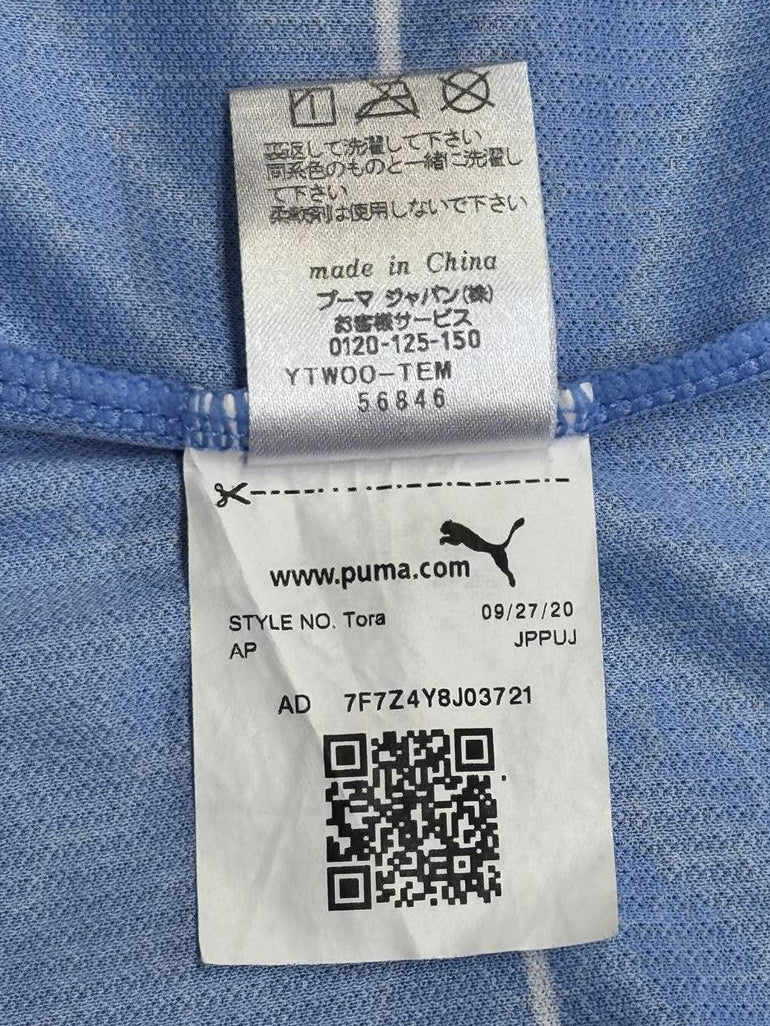 裏返して洗濯して下さい
同系色のものと一緒に洗濯し
て下さい
柔軟剤は使用しないで下さい
made in China
プーマ ジャパン(株)
お客様サービス
0120-125-150
YTWOO-TEM
56846
www.puma.com
STYLE NO. Tora 09/27/20
AP JPPUJ
AD 7F7Z4Y8J03721